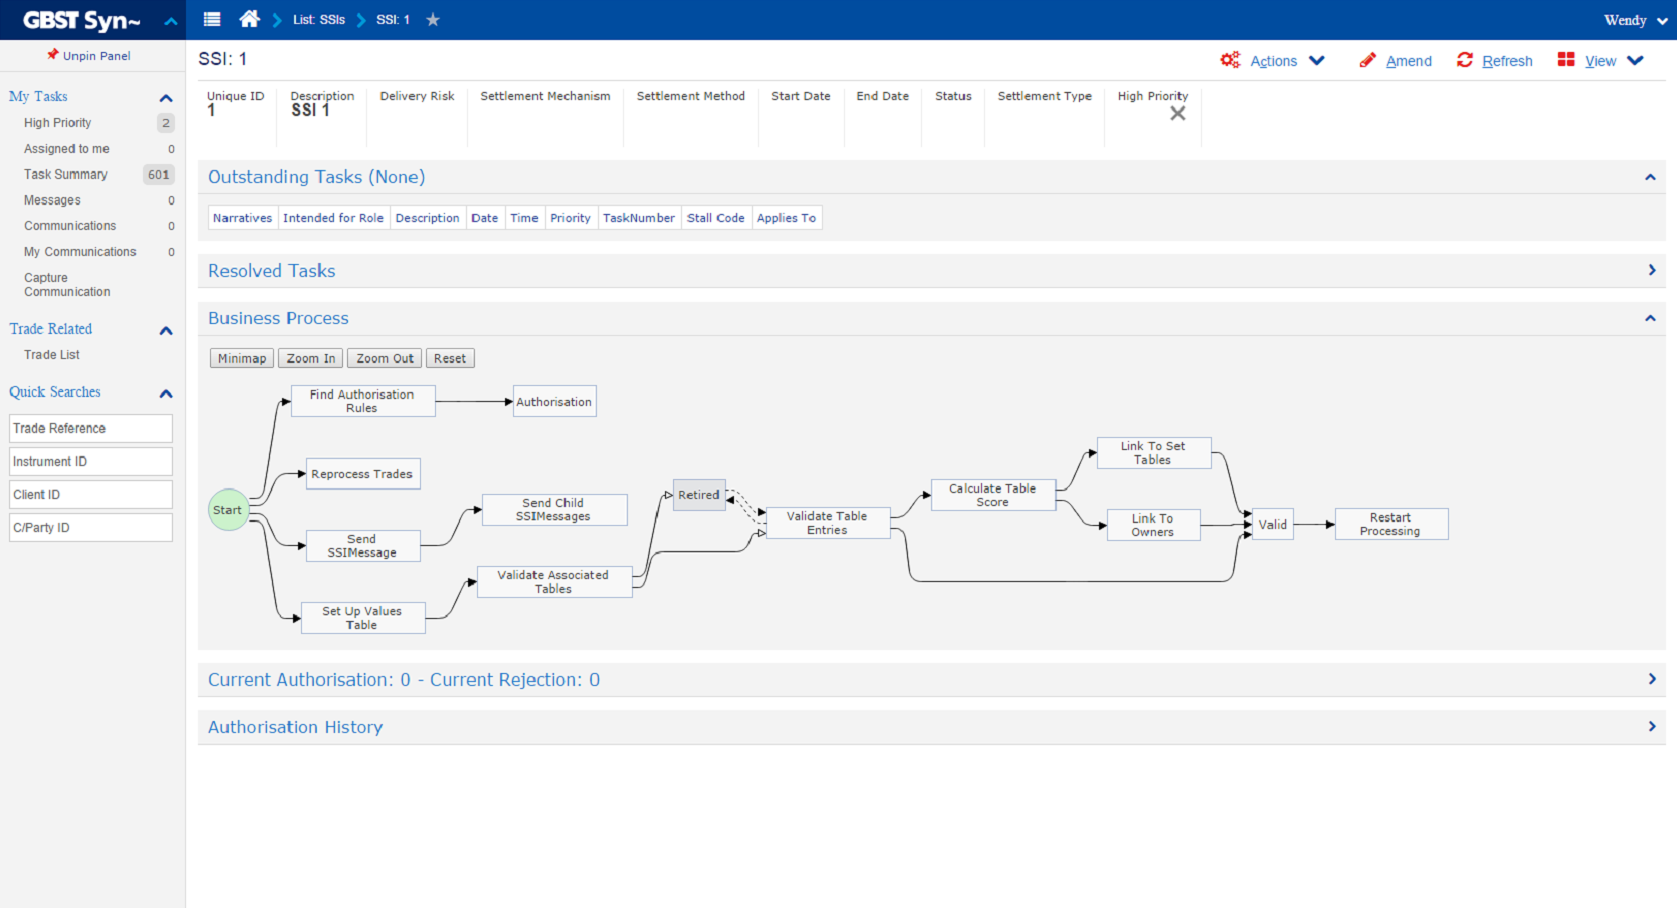 GBST Syn~
List: SSIs
SSI: 1
Wendy
Unpin Panel
My Tasks
High Priority 2
Assigned to me 0
Task Summary 601
Messages 0
Communications 0
My Communications 0
Capture
Communication
Trade Related
Trade List
Quick Searches
Trade Reference
Instrument ID
Client ID
C/Party ID
SSI: 1
Actions
Amend
Refresh
View
Unique ID Description Delivery Risk Settlement Mechanism Settlement Method Start Date End Date Status Settlement Type High Priority
1 SSI 1
Outstanding Tasks (None)
Narratives Intended for Role Description Date Time Priority TaskNumber Stall Code Applies To
Resolved Tasks
Business Process
Minimap Zoom In Zoom Out Reset
Find Authorisation
Rules
Authorisation
Reprocess Trades
Start
Send
SSIMessage
Send Child
SSIMessages
Set Up Values
Table
Validate Associated
Tables
Retired
Validate Table
Entries
Calculate Table
Score
Link To Set
Tables
Link To
Owners
Valid
Restart
Processing
Current Authorisation: 0 - Current Rejection: 0
Authorisation History